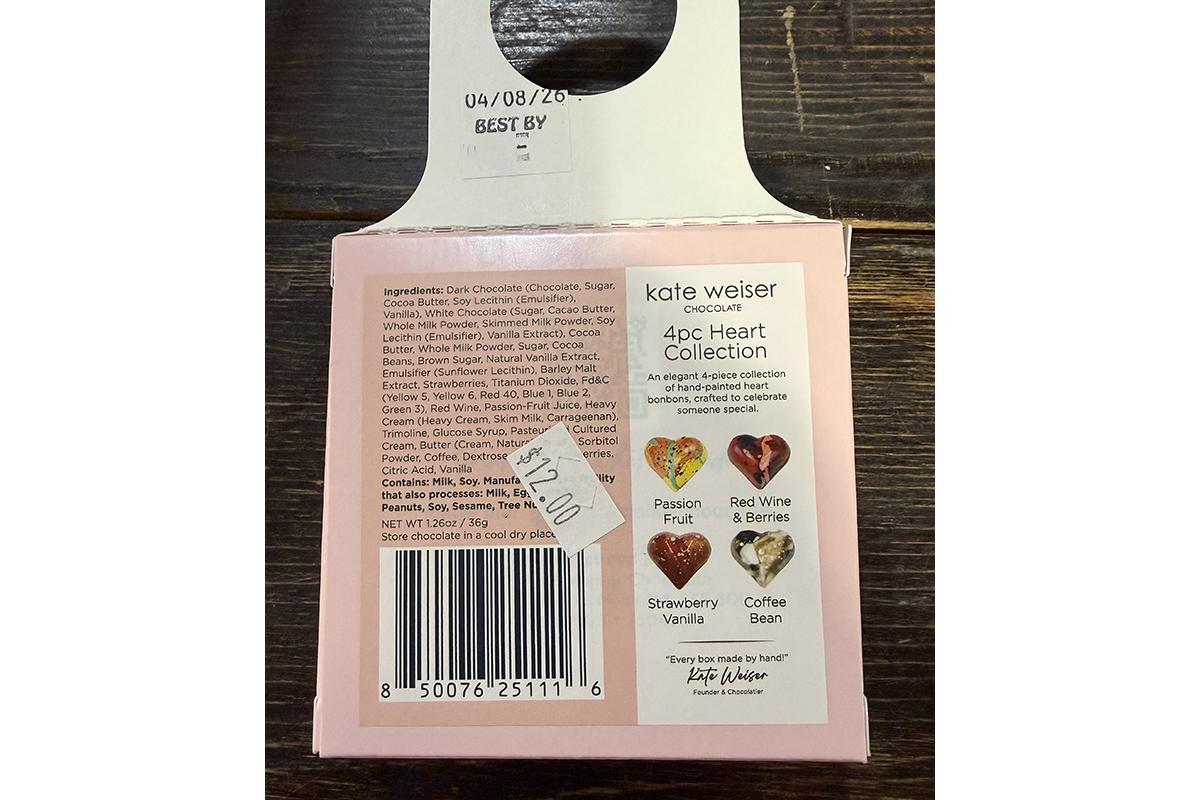 04/08/26
BEST BY
Ingredients: Dark Chocolate (Chocolate, Sugar,
Cocoa Butter, Soy Lecithin (Emulsifier),
Vanilla), White Chocolate (Sugar, Cacao Butter,
Whole Milk Powder, Skimmed Milk Powder, Soy
Lecithin (Emulsifier), Vanilla Extract), Cocoa
Butter, Whole Milk Powder, Sugar, Cocoa
Beans, Brown Sugar, Natural Vanilla Extract,
Emulsifier (Sunflower Lecithin), Barley Malt
Extract, Strawberries, Titanium Dioxide, Fd&C
(Yellow 5, Yellow 6, Red 40, Blue 1, Blue 2,
Green 3), Red Wine, Passion-Fruit Juice, Heavy
Cream (Heavy Cream, Skim Milk, Carrageenan),
Trimoline, Glucose Syrup, Cultured
Cream, Butter (Cream, Sorbitol
Powder, Coffee, Dextrose
Citric Acid, Vanilla
Contains: Milk, Soy.
that also processes: Milk,
Peanuts, Soy, Sesame, Tree
NET WT 1.26oz / 36g
Store chocolate in a cool dry place
$12.00
8 50076 25111 6
kate weiser
CHOCOLATE
4pc Heart
Collection
An elegant 4-piece collection
of hand-painted heart
bonbons, crafted to celebrate
someone special.
Passion
Fruit
Red Wine
& Berries
Strawberry
Vanilla
Coffee
Bean
"Every box made by hand!"
Kate Weiser
Founder & Chocolatier